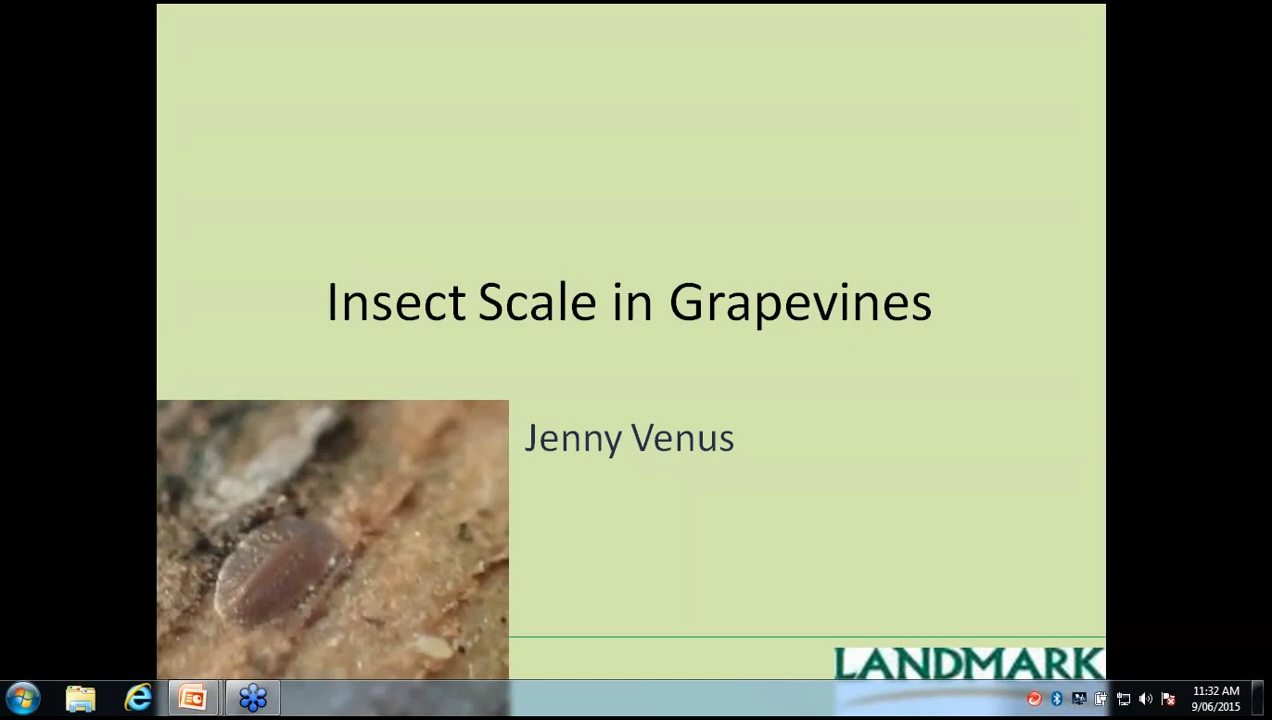 Insect Scale in Grapevines
Jenny Venus
LANDMARK
11:32 AM
9/06/2015